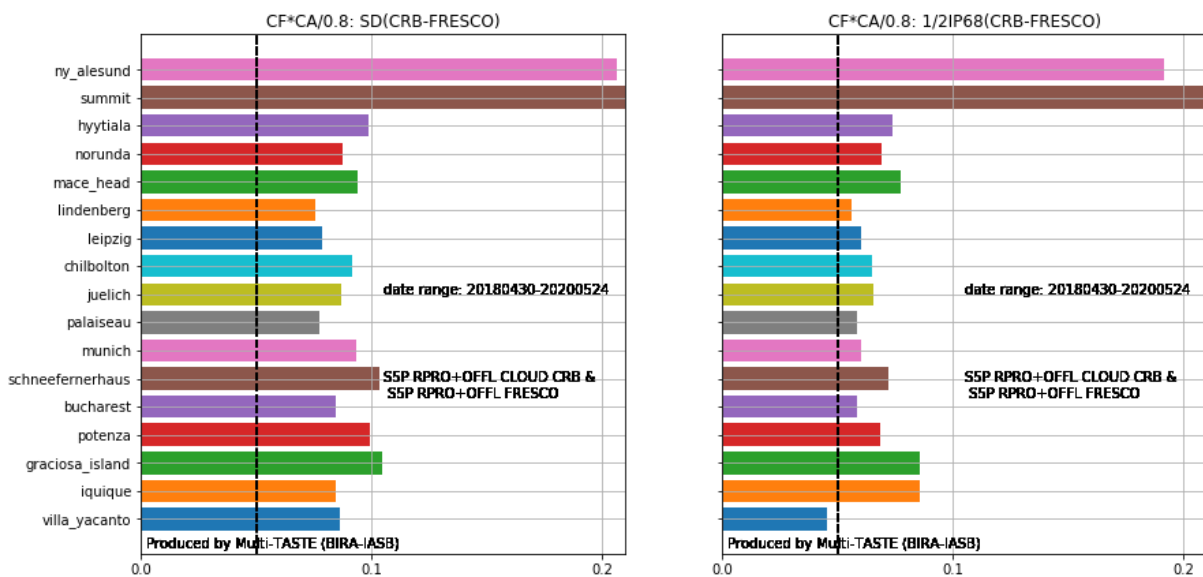 CF*CA/0.8: SD(CRB-FRESCO)
ny_alesund
summit
hyytiala
norunda
mace_head
lindenberg
leipzig
chilbolton
juelich
palaiseau
munich
schneefernerhaus
bucharest
potenza
graciosa_island
iquique
villa_yacanto
date range: 20180430-20200524
S5P RPRO+OFFL CLOUD CRB &
S5P RPRO+OFFL FRESCO
Produced by Multi-TASTE (BIRA-IASB)
0.0 0.1 0.2
CF*CA/0.8: 1/2IP68(CRB-FRESCO)
date range: 20180430-20200524
S5P RPRO+OFFL CLOUD CRB &
S5P RPRO+OFFL FRESCO
Produced by Multi-TASTE (BIRA-IASB)
0.0 0.1 0.2